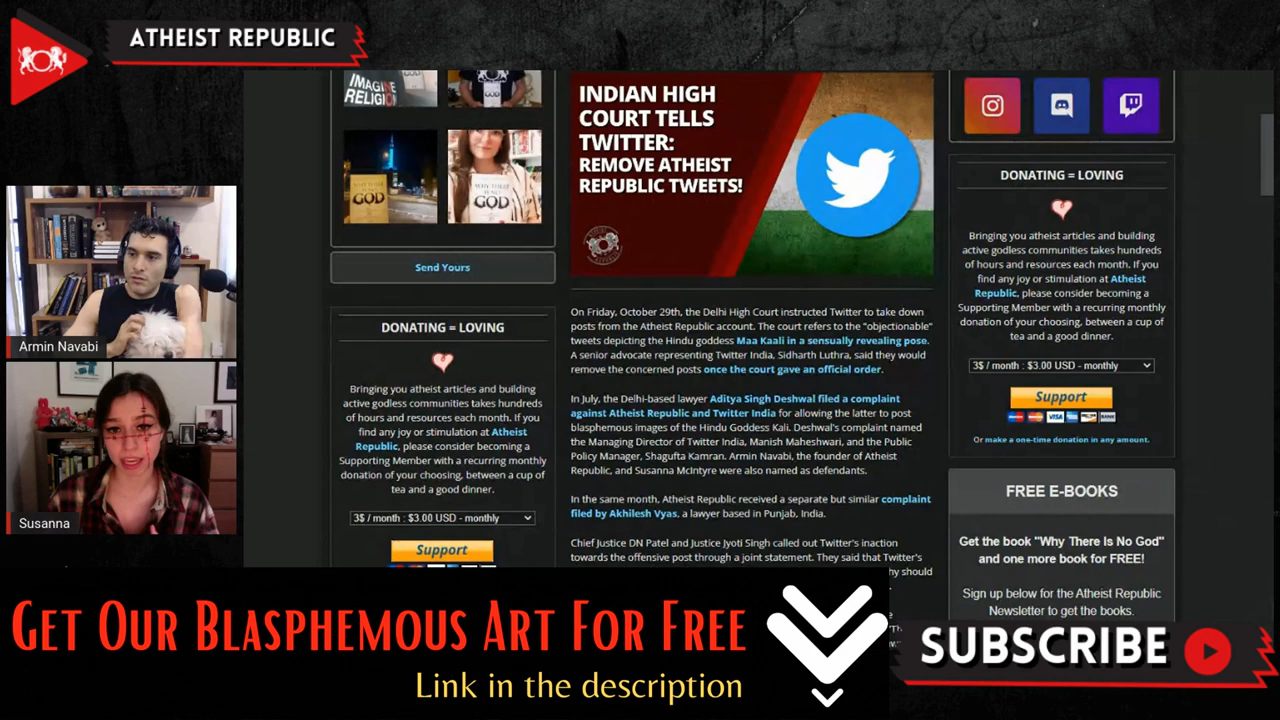 ATHEIST REPUBLIC
IMAGINE
RELIGION
GOD
GOD
WHY THERE
IS NO
GOD
Send Yours
DONATING = LOVING
Bringing you atheist articles and building
active godless communities takes hundreds
of hours and resources each month. If you
find any joy or stimulation at Atheist
Republic, please consider becoming a
Supporting Member with a recurring monthly
donation of your choosing, between a cup of
tea and a good dinner.
3$ / month : $3.00 USD - monthly
Support
INDIAN HIGH
COURT TELLS
TWITTER:
REMOVE ATHEIST
REPUBLIC TWEETS!
On Friday, October 29th, the Delhi High Court instructed Twitter to take down
posts from the Atheist Republic account. The court refers to the "objectionable"
tweets depicting the Hindu goddess Maa Kaali in a sensually revealing pose.
A senior advocate representing Twitter India, Sidharth Luthra, said they would
remove the concerned posts once the court gave an official order.
In July, the Delhi-based lawyer Aditya Singh Deshwal filed a complaint
against Atheist Republic and Twitter India for allowing the latter to post
blasphemous images of the Hindu Goddess Kali. Deshwal's complaint named
the Managing Director of Twitter India, Manish Maheshwari, and the Public
Policy Manager, Shagufta Kamran. Armin Navabi, the founder of Atheist
Republic, and Susanna McIntyre were also named as defendants.
In the same month, Atheist Republic received a separate but similar complaint
filed by Akhilesh Vyas, a lawyer based in Punjab, India.
Chief Justice DN Patel and Justice Jyoti Singh called out Twitter's inaction
towards the offensive post through a joint statement. They said that Twitter's
should
DONATING = LOVING
Bringing you atheist articles and building
active godless communities takes hundreds
of hours and resources each month. If you
find any joy or stimulation at Atheist
Republic, please consider becoming a
Supporting Member with a recurring monthly
donation of your choosing, between a cup of
tea and a good dinner.
3$ / month : $3.00 USD - monthly
Support
VISA
Or make a one-time donation in any amount.
FREE E-BOOKS
Get the book "Why There Is No God"
and one more book for FREE!
Sign up below for the Atheist Republic
Newsletter to get the books.
Armin Navabi
Susanna
GET OUR BLASPHEMOUS ART FOR FREE
Link in the description
SUBSCRIBE